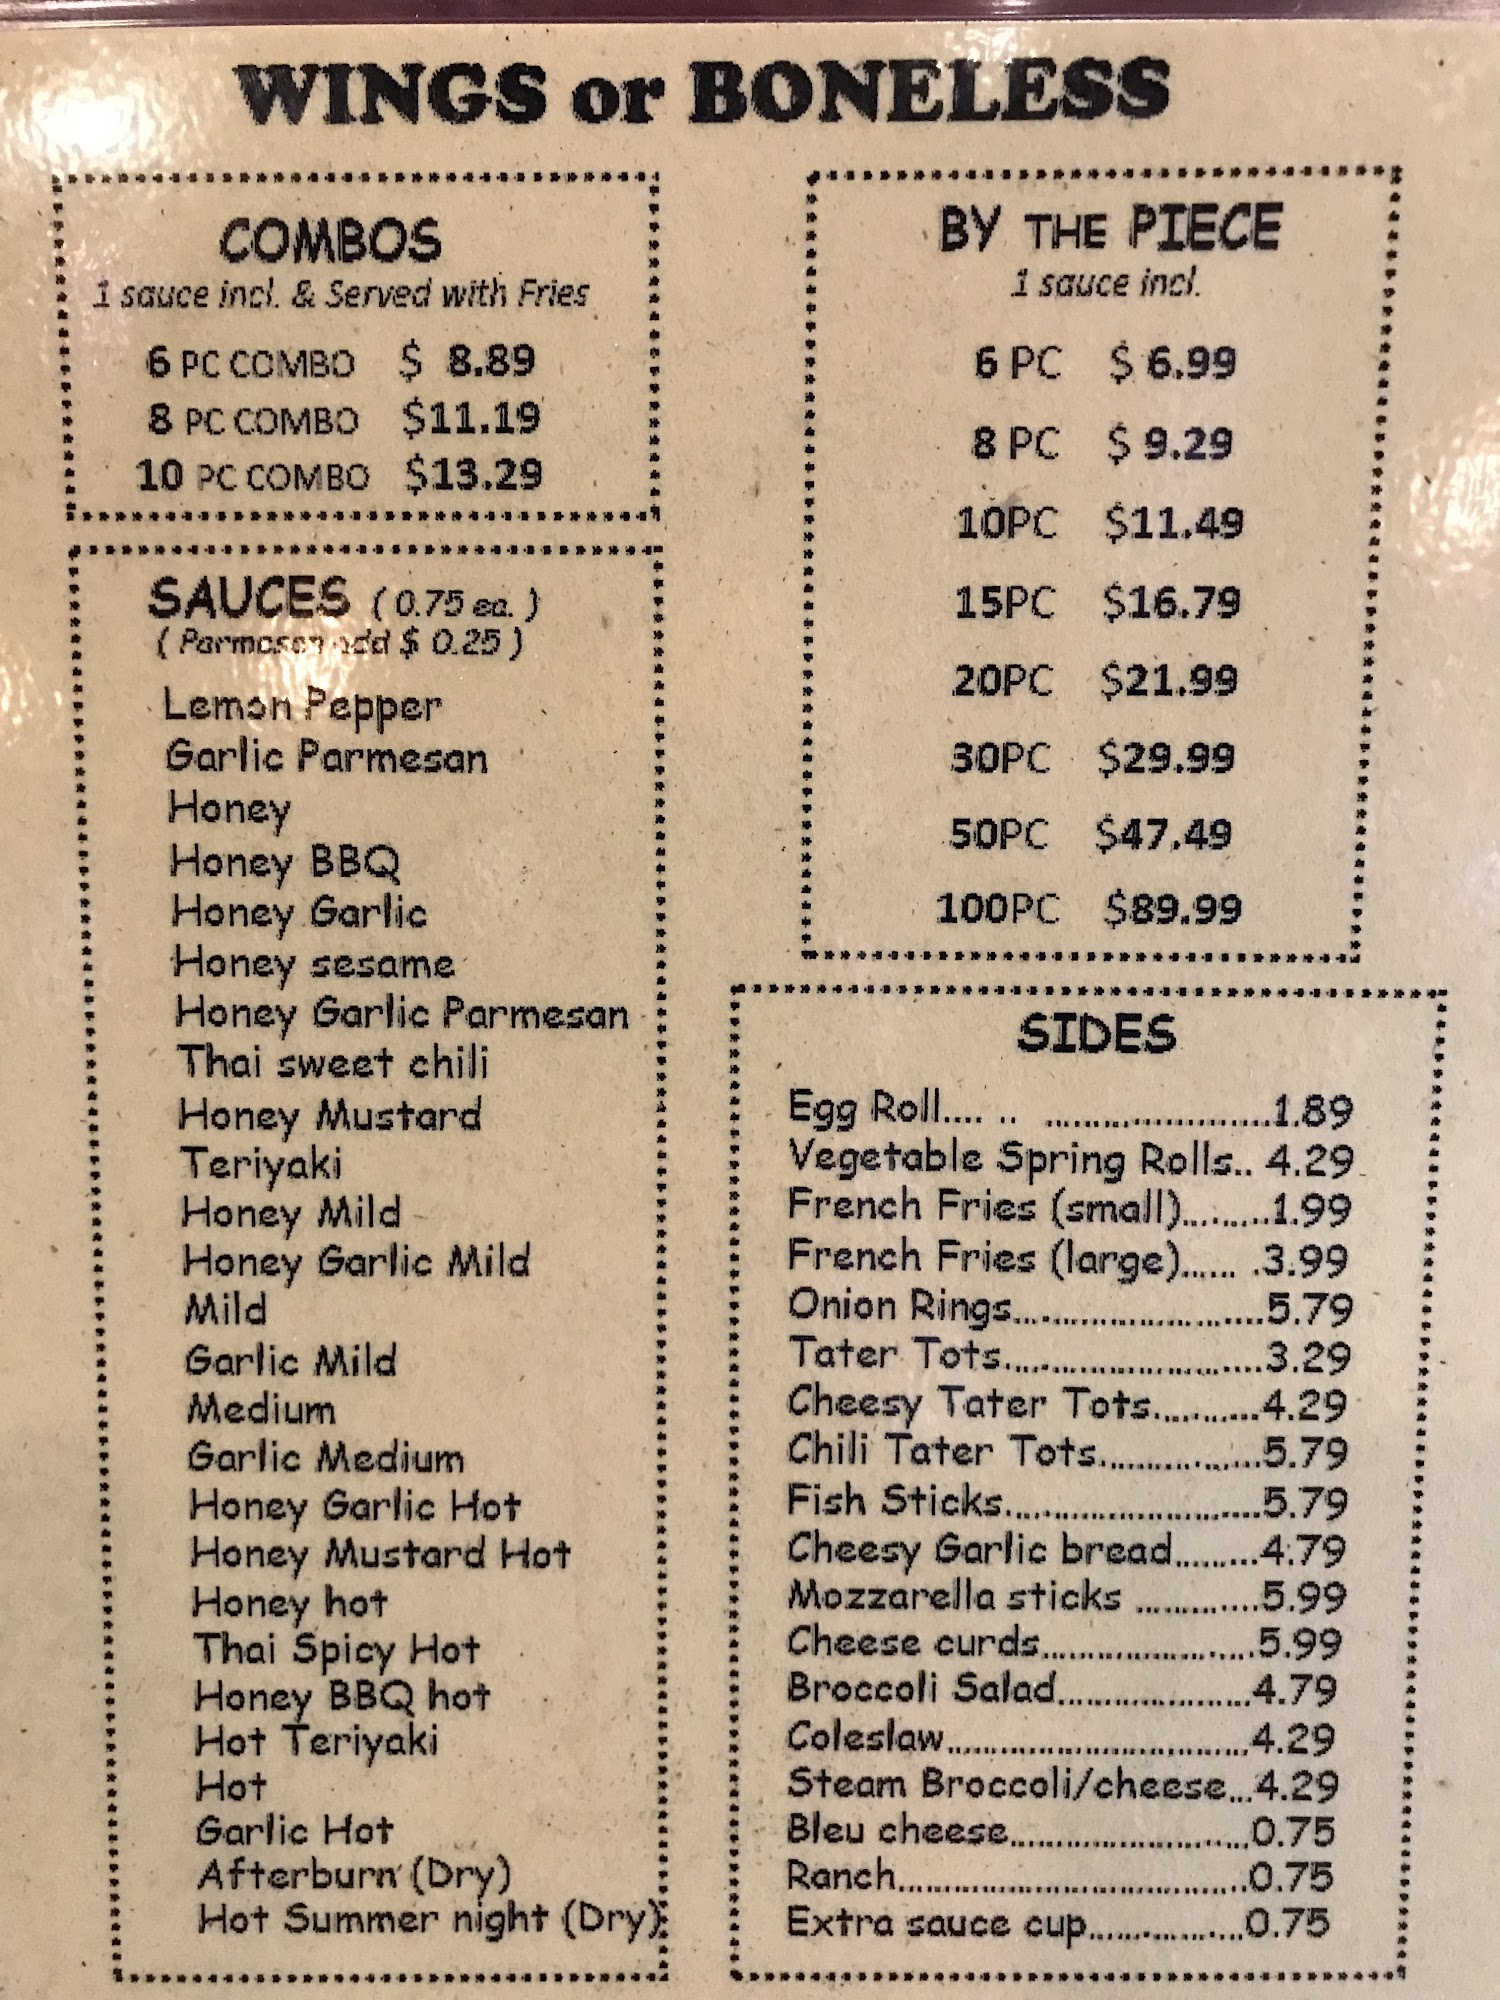 WINGS or BONELESS
COMBOS
1 sauce incl. & Served with Fries
6 PC COMBO $ 8.89
8 PC COMBO $11.19
10 PC COMBO $13.29
SAUCES ( 0.75 ea. )
( Parmesan add $ 0.25 )
Lemon Pepper
Garlic Parmesan
Honey
Honey BBQ
Honey Garlic
Honey sesame
Honey Garlic Parmesan
Thai sweet chili
Honey Mustard
Teriyaki
Honey Mild
Honey Garlic Mild
Mild
Garlic Mild
Medium
Garlic Medium
Honey Garlic Hot
Honey Mustard Hot
Honey hot
Thai Spicy Hot
Honey BBQ hot
Hot Teriyaki
Hot
Garlic Hot
Afterburn (Dry)
Hot Summer night (Dry)
BY THE PIECE
1 sauce incl.
6 PC $ 6.99
8 PC $ 9.29
10PC $11.49
15PC $16.79
20PC $21.99
30PC $29.99
50PC $47.49
100PC $89.99
SIDES
Egg Roll.... .. ........................1.89
Vegetable Spring Rolls.. 4.29
French Fries (small).........1.99
French Fries (large)...... .3.99
Onion Rings..........................5.79
Tater Tots...........................3.29
Cheesy Tater Tots...........4.29
Chili Tater Tots.................5.79
Fish Sticks..........................5.79
Cheesy Garlic bread.........4.79
Mozzarella sticks .............5.99
Cheese curds......................5.99
Broccoli Salad.....................4.79
Coleslaw................................4.29
Steam Broccoli/cheese...4.29
Bleu cheese.........................0.75
Ranch.....................................0.75
Extra sauce cup................0.75